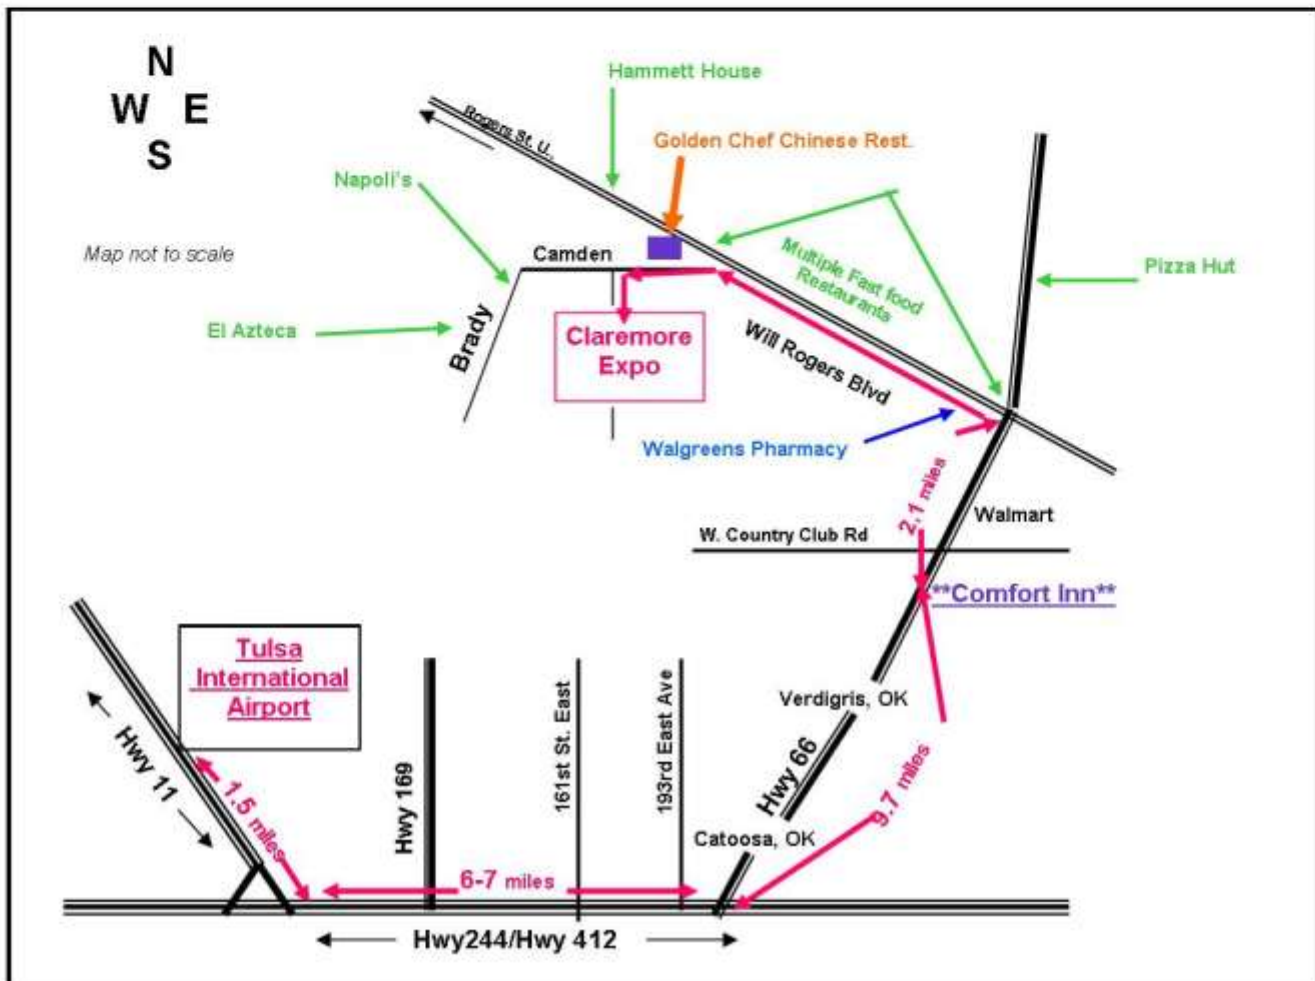 N
W E
S
Map not to scale
Hammett House
Rogers St. U..
Golden Chef Chinese Rest.
Napoli's
Camden
Multiple Fast food
Restaurants
Pizza Hut
El Azteca
Brady
Claremore
Expo
Will Rogers Blvd
Walgreens Pharmacy
2.1 miles
Walmart
W. Country Club Rd
**Comfort Inn**
Tulsa
International
Airport
Hwy 11
1.5 miles
Hwy 169
161st St. East
193rd East Ave
Verdigris, OK
Hwy 66
9.7 miles
Catoosa, OK
6-7 miles
Hwy244/Hwy 412